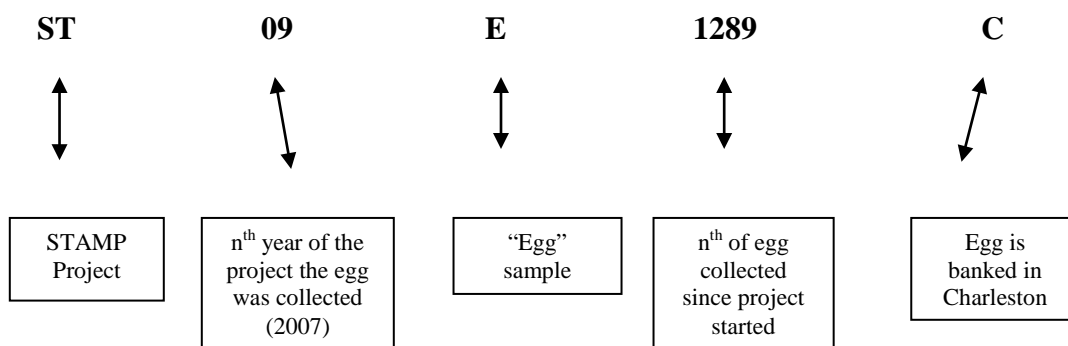 ST 09 E 1289 C
STAMP
Project
nth year of the
project the egg
was collected
(2007)
“Egg”
sample
nth of egg
collected
since project
started
Egg is
banked in
Charleston